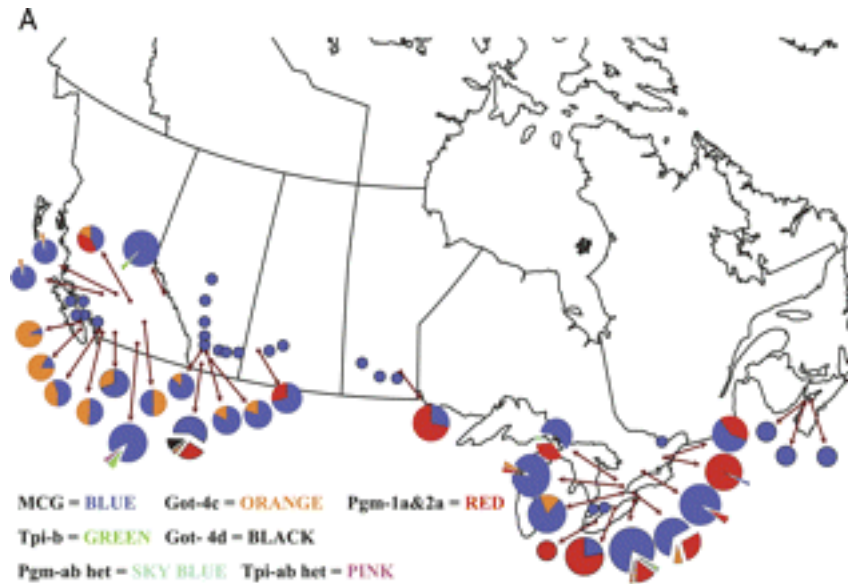 A
MCG = BLUE Got-4c = ORANGE Pgm-1a&2a = RED
Tpi-b = GREEN Got- 4d = BLACK
Pgm-ab het = SKY BLUE Tpi-ab het = PINK